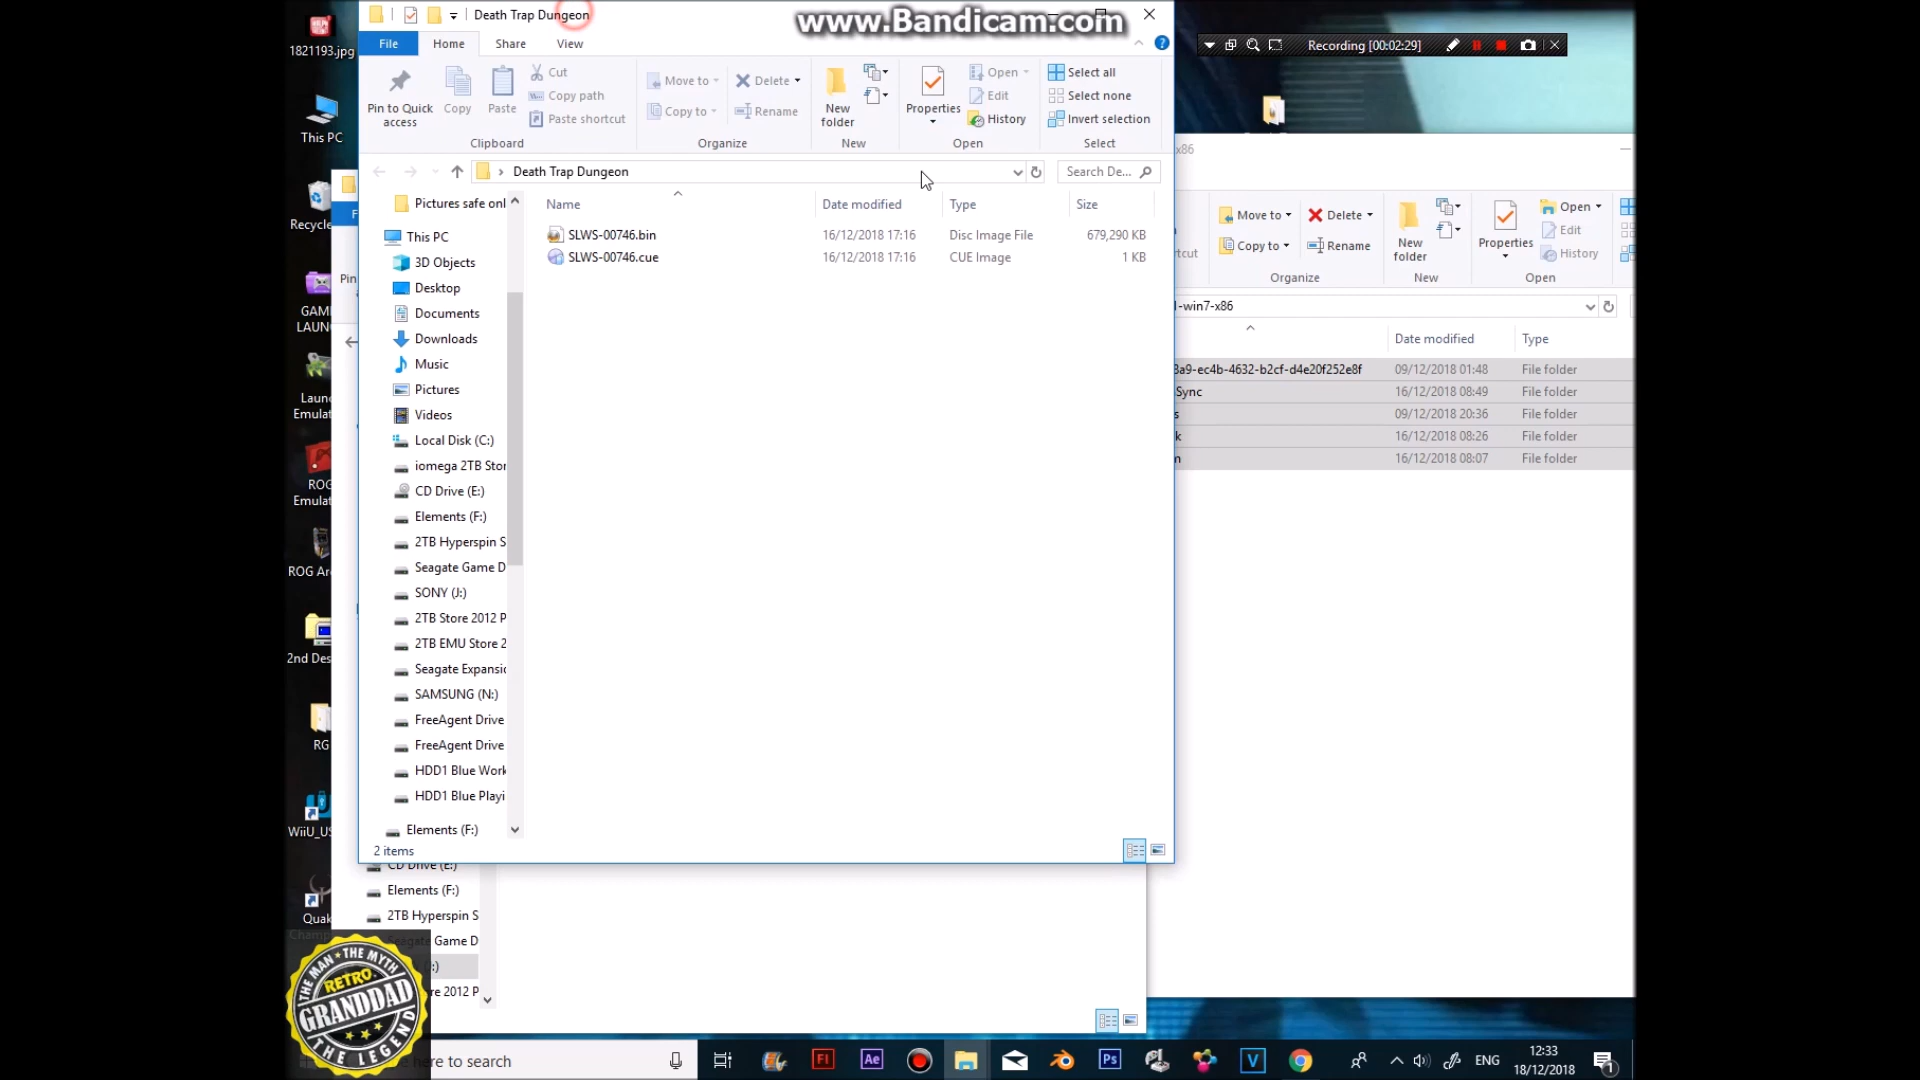 1821193.jpg
This PC
Recycle
GAM
LAUN
Laun
Emulat
ROG
Emulat
ROG Ar
2nd Des
RG
WiiU_US
Quak
Champ
Death Trap Dungeon
www.Bandicam.com
Recording [00:02:29]
File
Home
Share
View
Pin to Quick access
Copy
Paste
Cut
Copy path
Paste shortcut
Clipboard
Move to
Copy to
Delete
Rename
Organize
New folder
New
Properties
Open
Edit
History
Open
Select all
Select none
Invert selection
Select
Death Trap Dungeon
Search De...
Name
Date modified
Type
Size
SLWS-00746.bin
16/12/2018 17:16
Disc Image File
679,290 KB
SLWS-00746.cue
16/12/2018 17:16
CUE Image
1 KB
Pictures safe onl
This PC
3D Objects
Desktop
Documents
Downloads
Music
Pictures
Videos
Local Disk (C:)
iomega 2TB Stor
CD Drive (E:)
Elements (F:)
2TB Hyperspin S
Seagate Game D
SONY (J:)
2TB Store 2012 P
2TB EMU Store 2
Seagate Expansi
SAMSUNG (N:)
FreeAgent Drive
FreeAgent Drive
HDD1 Blue Work
HDD1 Blue Playi
Elements (F:)
2 items
CD Drive (E:)
Elements (F:)
2TB Hyperspin S
Seagate Game D
re 2012 P
Pin
x86
Move to
Delete
Copy to
Rename
Organize
New folder
New
Properties
Open
Edit
History
Open
rtcut
l-win7-x86
Date modified
Type
3a9-ec4b-4632-b2cf-d4e20f252e8f
09/12/2018 01:48
File folder
Sync
16/12/2018 08:49
File folder
s
09/12/2018 20:36
File folder
k
16/12/2018 08:26
File folder
n
16/12/2018 08:07
File folder
THE MAN THE MYTH
RETRO
GRANDDAD
THE LEGEND
here to search
Fl
Ae
Ps
V
ENG
12:33
18/12/2018
1